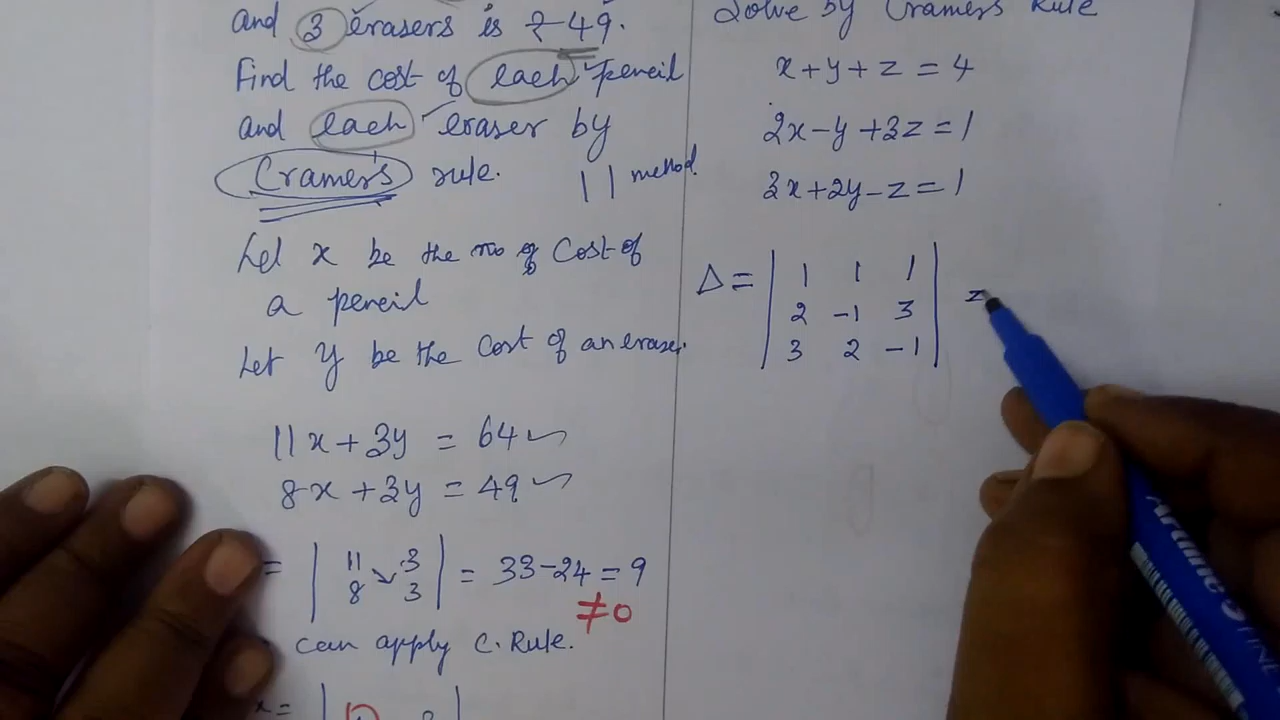 and 3 erasers is ₹ 49.
Find the cost of each pencil
and each eraser by
Cramer's rule. | | method.
Let x be the no of Cost of
a pencil
Let y be the cost of an eraser.
11x + 3y = 64
8x + 3y = 49
= | 11 3 | = 33 - 24 = 9
8 3
≠ 0
can apply C. Rule.
x =
Solve by Cramer's Rule
x + y + z = 4
2x - y + 3z = 1
3x + 2y - z = 1
Δ = | 1 1 1 | =
2 -1 3
3 2 -1
Artline